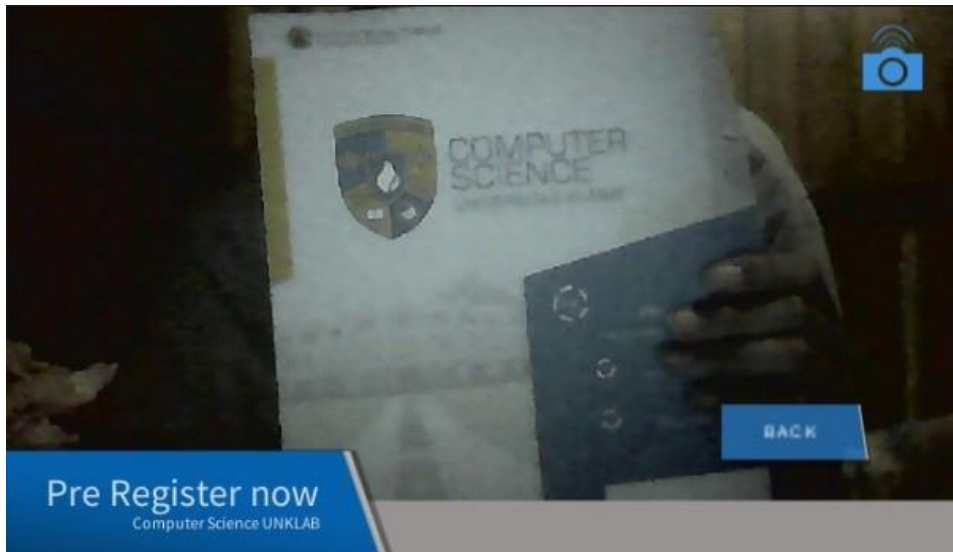 COMPUTER
SCIENCE
BACK
Pre Register now
Computer Science UNKLAB